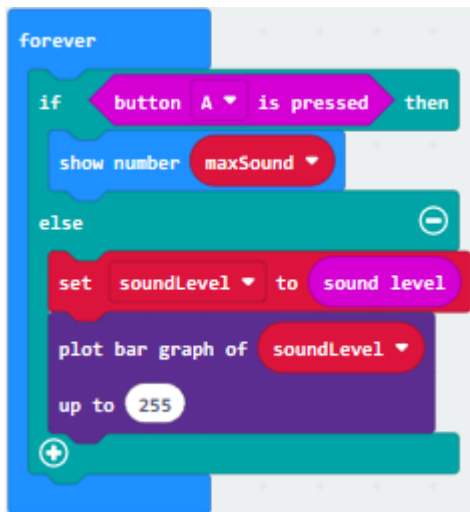 forever
if button A is pressed then
show number maxSound
else
set soundLevel to sound level
plot bar graph of soundLevel
up to 255